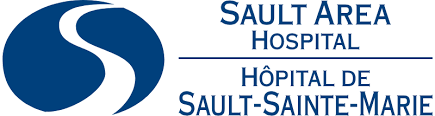 SAULT AREA
HOSPITAL
HÔPITAL DE
SAULT-SAINTE-MARIE